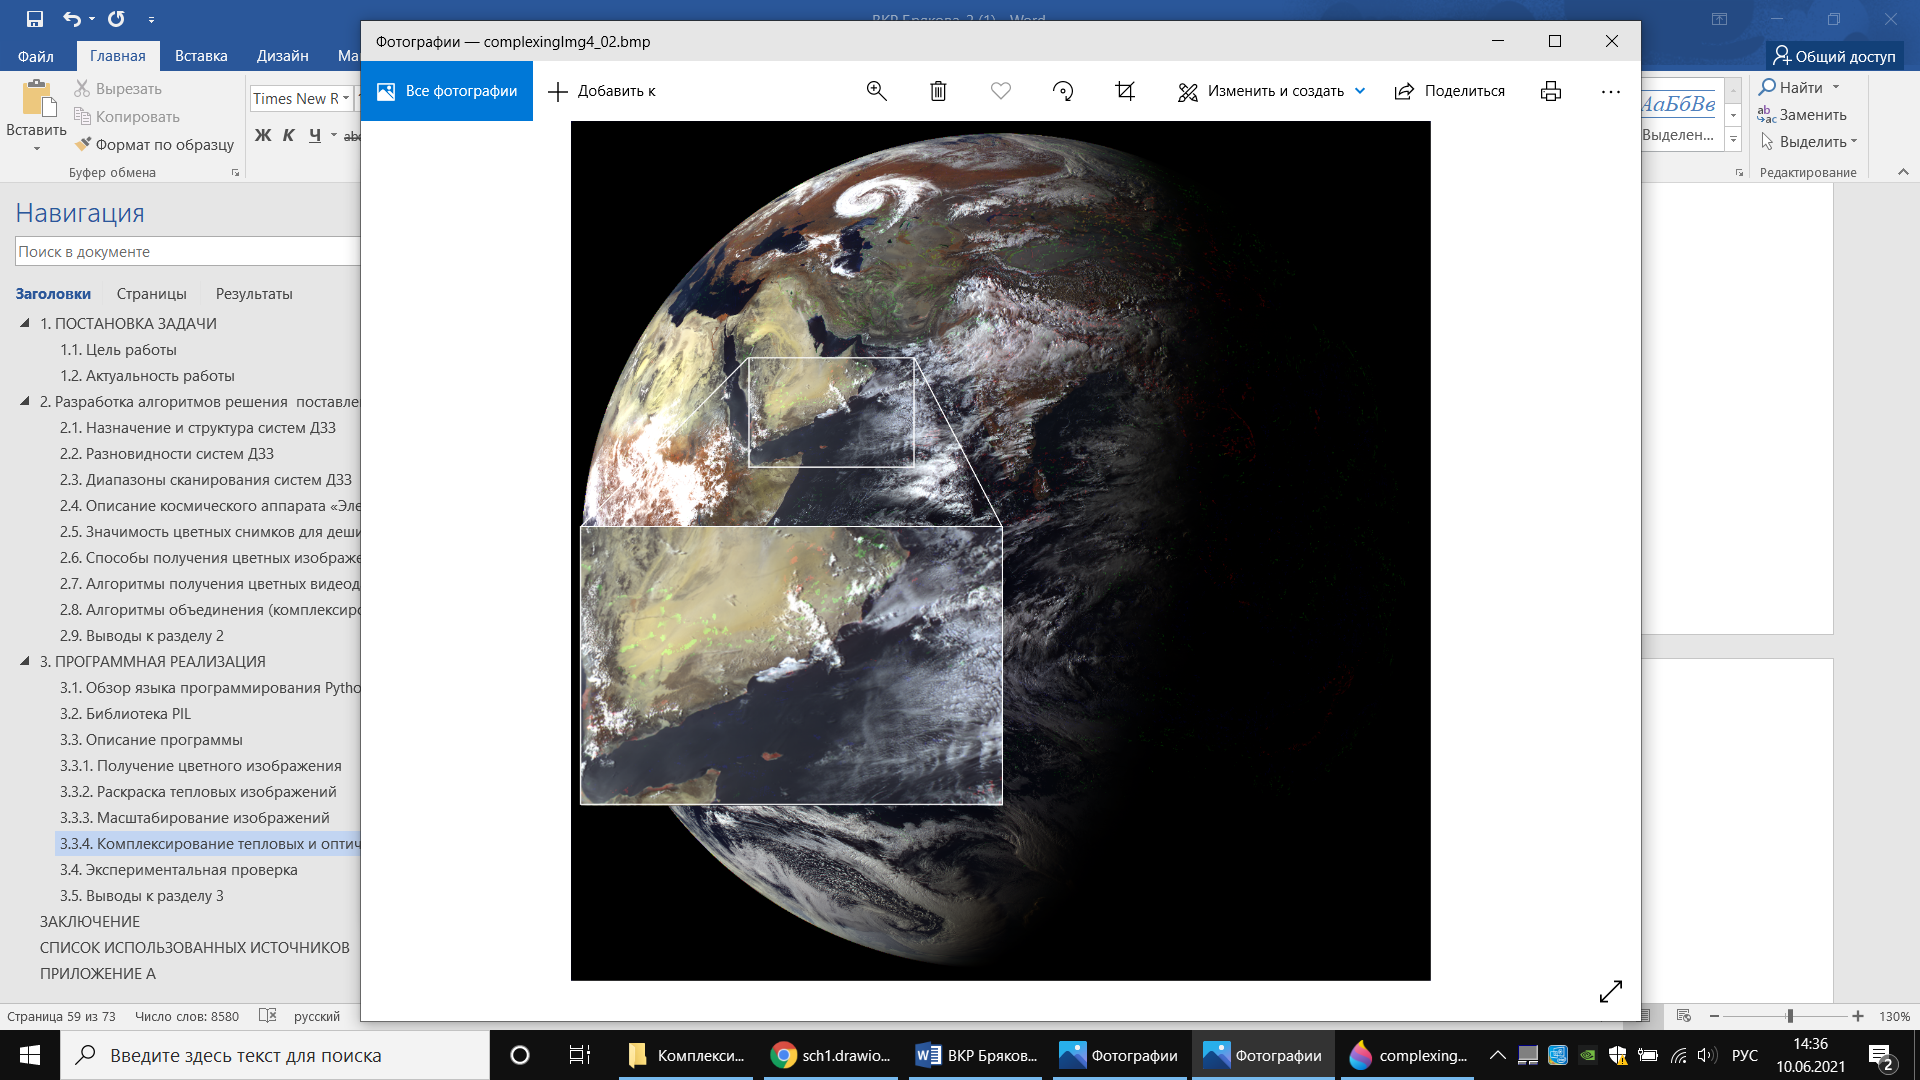 ВКР Брякова 2 (1) - Word
Фотографии — complexingImg4_02.bmp
Файл
Главная
Вставка
Дизайн
Общий доступ
Все фотографии
Добавить к
Изменить и создать
Поделиться
Вставить
Вырезать
Копировать
Формат по образцу
Буфер обмена
Times New R
Ж К Ч abc
АаБбВв
Выделен...
Найти
Заменить
Выделить
Редактирование
Навигация
Поиск в документе
Заголовки Страницы Результаты
1. ПОСТАНОВКА ЗАДАЧИ
1.1. Цель работы
1.2. Актуальность работы
2. Разработка алгоритмов решения
2.1. Назначение и структура систем ДЗЗ
2.2. Разновидности систем ДЗЗ
2.3. Диапазоны сканирования систем ДЗЗ
2.4. Описание космического аппарата
2.5. Значимость цветных снимков для
2.6. Способы получения цветных
2.7. Алгоритмы получения цветных
2.8. Алгоритмы объединения
2.9. Выводы к разделу 2
3. ПРОГРАММНАЯ РЕАЛИЗАЦИЯ
3.1. Обзор языка программирования Pytho
3.2. Библиотека PIL
3.3. Описание программы
3.3.1. Получение цветного изображения
3.3.2. Раскраска тепловых изображений
3.3.3. Масштабирование изображений
3.3.4. Комплексирование тепловых и
3.4. Экспериментальная проверка
3.5. Выводы к разделу 3
ЗАКЛЮЧЕНИЕ
СПИСОК ИСПОЛЬЗОВАННЫХ ИСТОЧНИКОВ
ПРИЛОЖЕНИЕ А
Страница 59 из 73 Число слов: 8580 русский
130%
Введите здесь текст для поиска
Комплекси...
sch1.drawio...
ВКР Бряков...
Фотографии
Фотографии
complexing...
РУС
14:36
10.06.2021
2